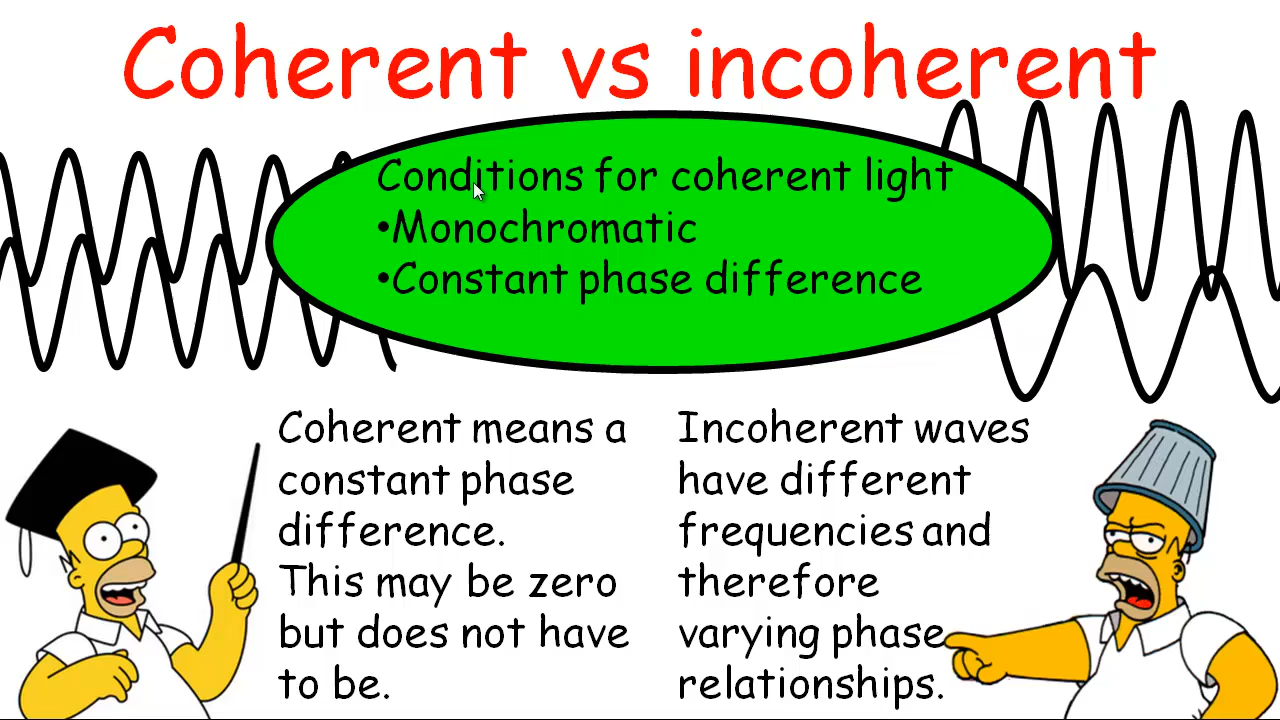 Coherent vs incoherent
Conditions for coherent light
•Monochromatic
•Constant phase difference
Coherent means a
constant phase
difference.
This may be zero
but does not have
to be.
Incoherent waves
have different
frequencies and
therefore
varying phase
relationships.